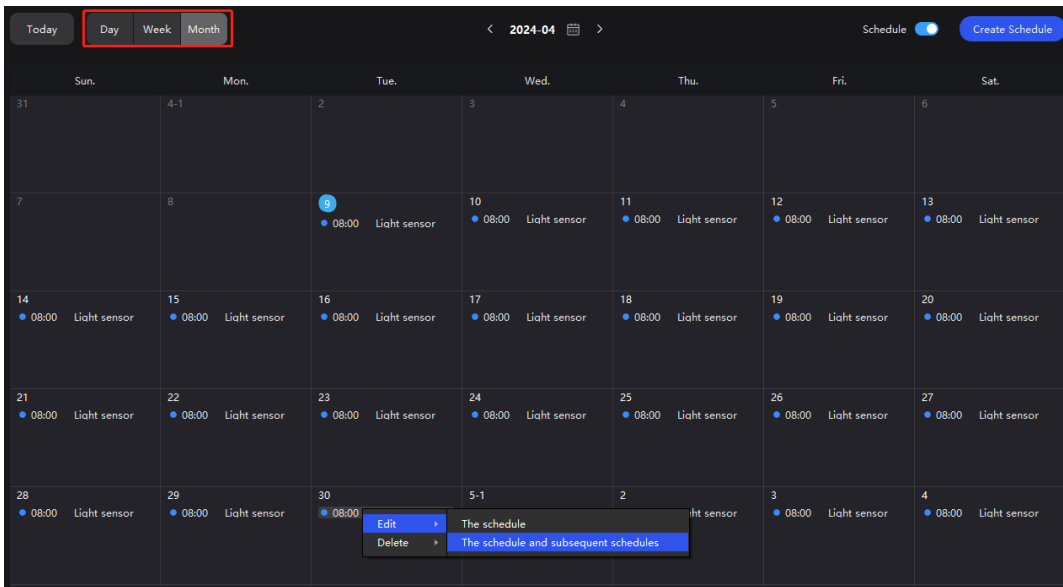 Today Day Week Month 2024-04 Schedule Create Schedule
Sun. Mon. Tue. Wed. Thu. Fri. Sat.
31 4-1 2 3 4 5 6
7 8 9 10 11 12 13
08:00 Light sensor 08:00 Light sensor 08:00 Light sensor 08:00 Light sensor 08:00 Light sensor
14 15 16 17 18 19 20
08:00 Light sensor 08:00 Light sensor 08:00 Light sensor 08:00 Light sensor 08:00 Light sensor 08:00 Light sensor 08:00 Light sensor
21 22 23 24 25 26 27
08:00 Light sensor 08:00 Light sensor 08:00 Light sensor 08:00 Light sensor 08:00 Light sensor 08:00 Light sensor 08:00 Light sensor
28 29 30 5-1 2 3 4
08:00 Light sensor 08:00 Light sensor 08:00 sensor 08:00 Light sensor 08:00 Light sensor
Edit The schedule
Delete The schedule and subsequent schedules